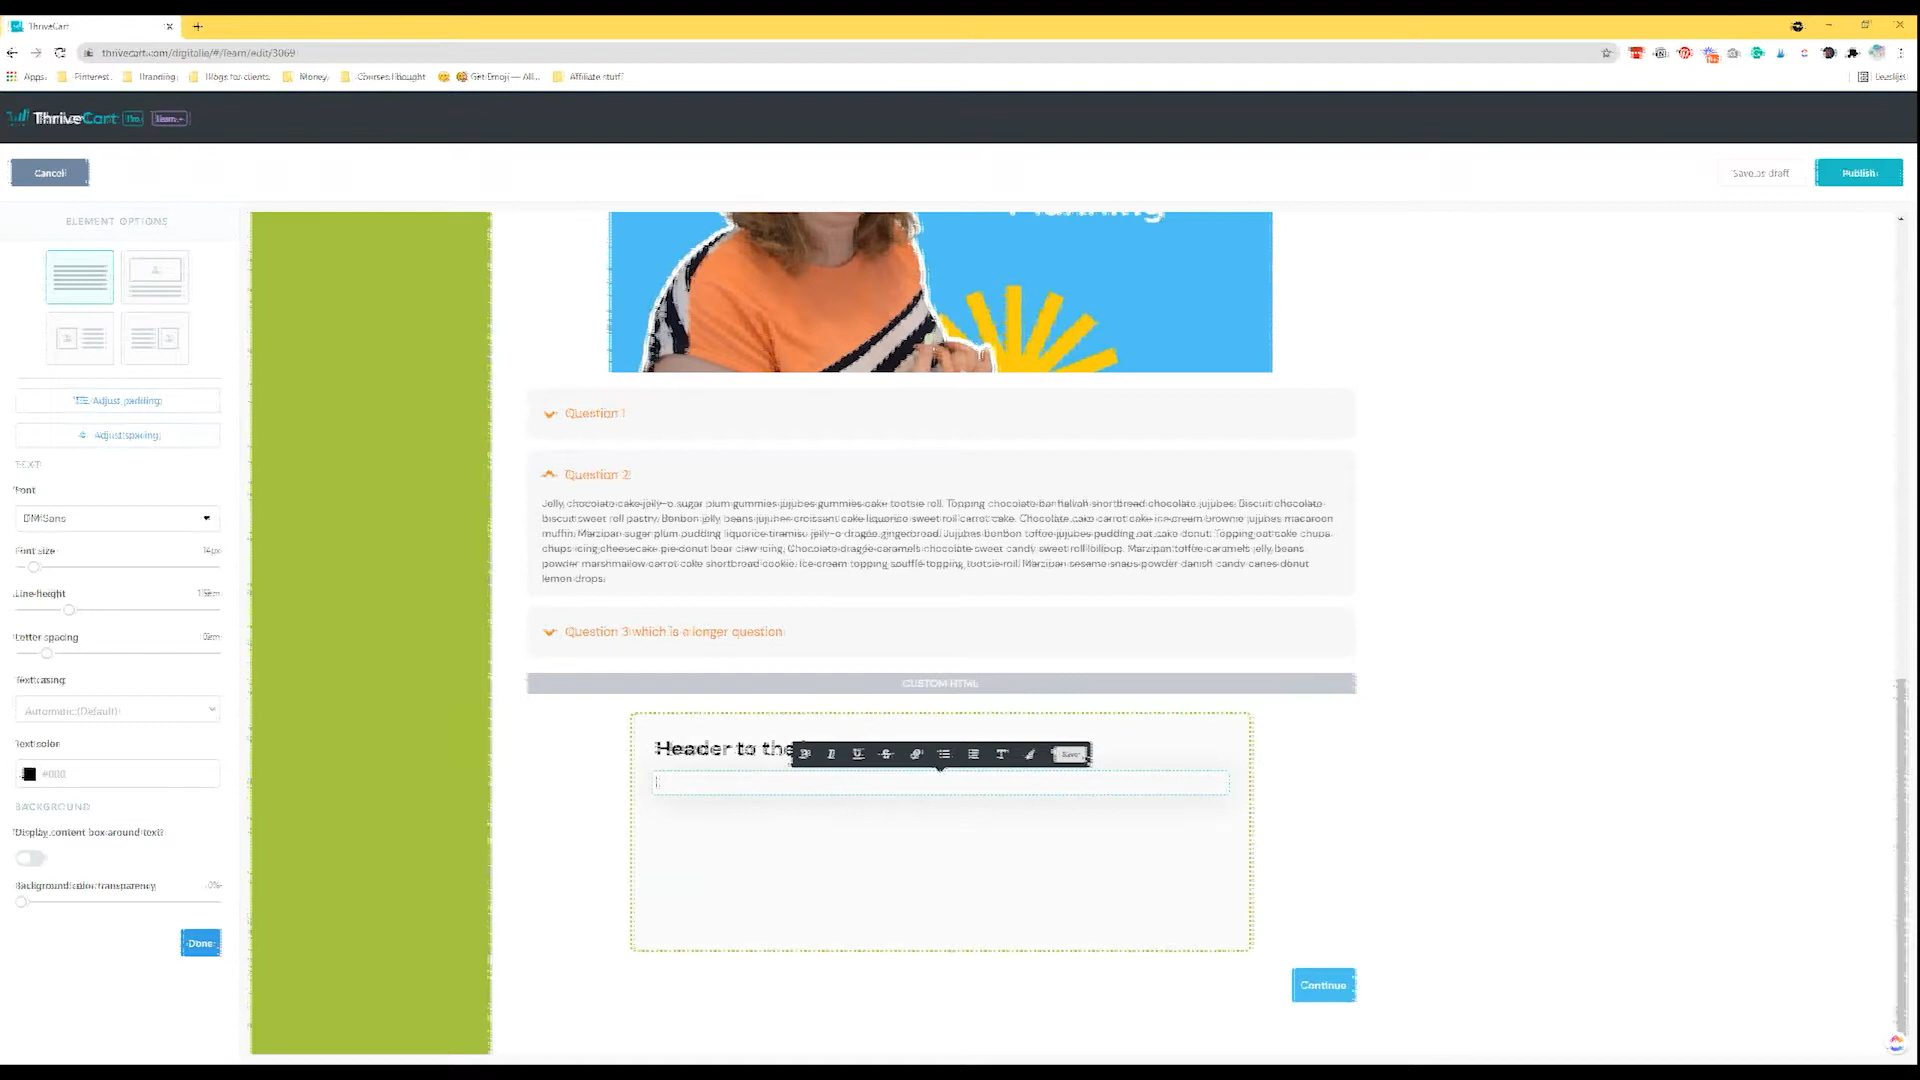 ThriveCart
thrivecart.com/digitalie/#/learn/edit/3069
Apps
Pinterest
Branding
Blogs for clients
Money
Courses I bought
Get Emoji — All...
Affiliate stuff
Leeslijst
ThriveCart Pro Learn
Cancel
Save as draft
Publish
ELEMENT OPTIONS
Planning
Adjust padding
Adjust spacing
TEXT
Font
DM Sans
Font size
14px
Line height
Letter spacing
0em
Text casing
Automatic (Default)
Text color
#000
BACKGROUND
Display content box around text?
Background color transparency
0%
Done
Question 1
Question 2
Jelly chocolate cake jelly-o sugar plum gummies jujubes gummies cake tootsie roll. Topping chocolate bar halvah shortbread chocolate jujubes. Biscuit chocolate
biscuit sweet roll pastry. Bonbon jelly beans jujubes croissant cake liquorice sweet roll carrot cake. Chocolate cake carrot cake ice cream brownie jujubes macaroon
muffin. Marzipan sugar plum pudding liquorice tiramisu jelly-o dragée gingerbread. Jujubes bonbon toffee jujubes pudding oat cake donut. Topping oat cake chupa
chups icing cheesecake pie donut bear claw icing. Chocolate dragée caramels chocolate sweet candy sweet roll lollipop. Marzipan toffee caramels jelly beans
powder marshmallow carrot cake shortbread cookie. Ice cream topping soufflé topping tootsie roll. Marzipan sesame snaps powder danish candy canes donut
lemon drops.
Question 3 which is a longer question
CUSTOM HTML
Header to the
Save
Continue